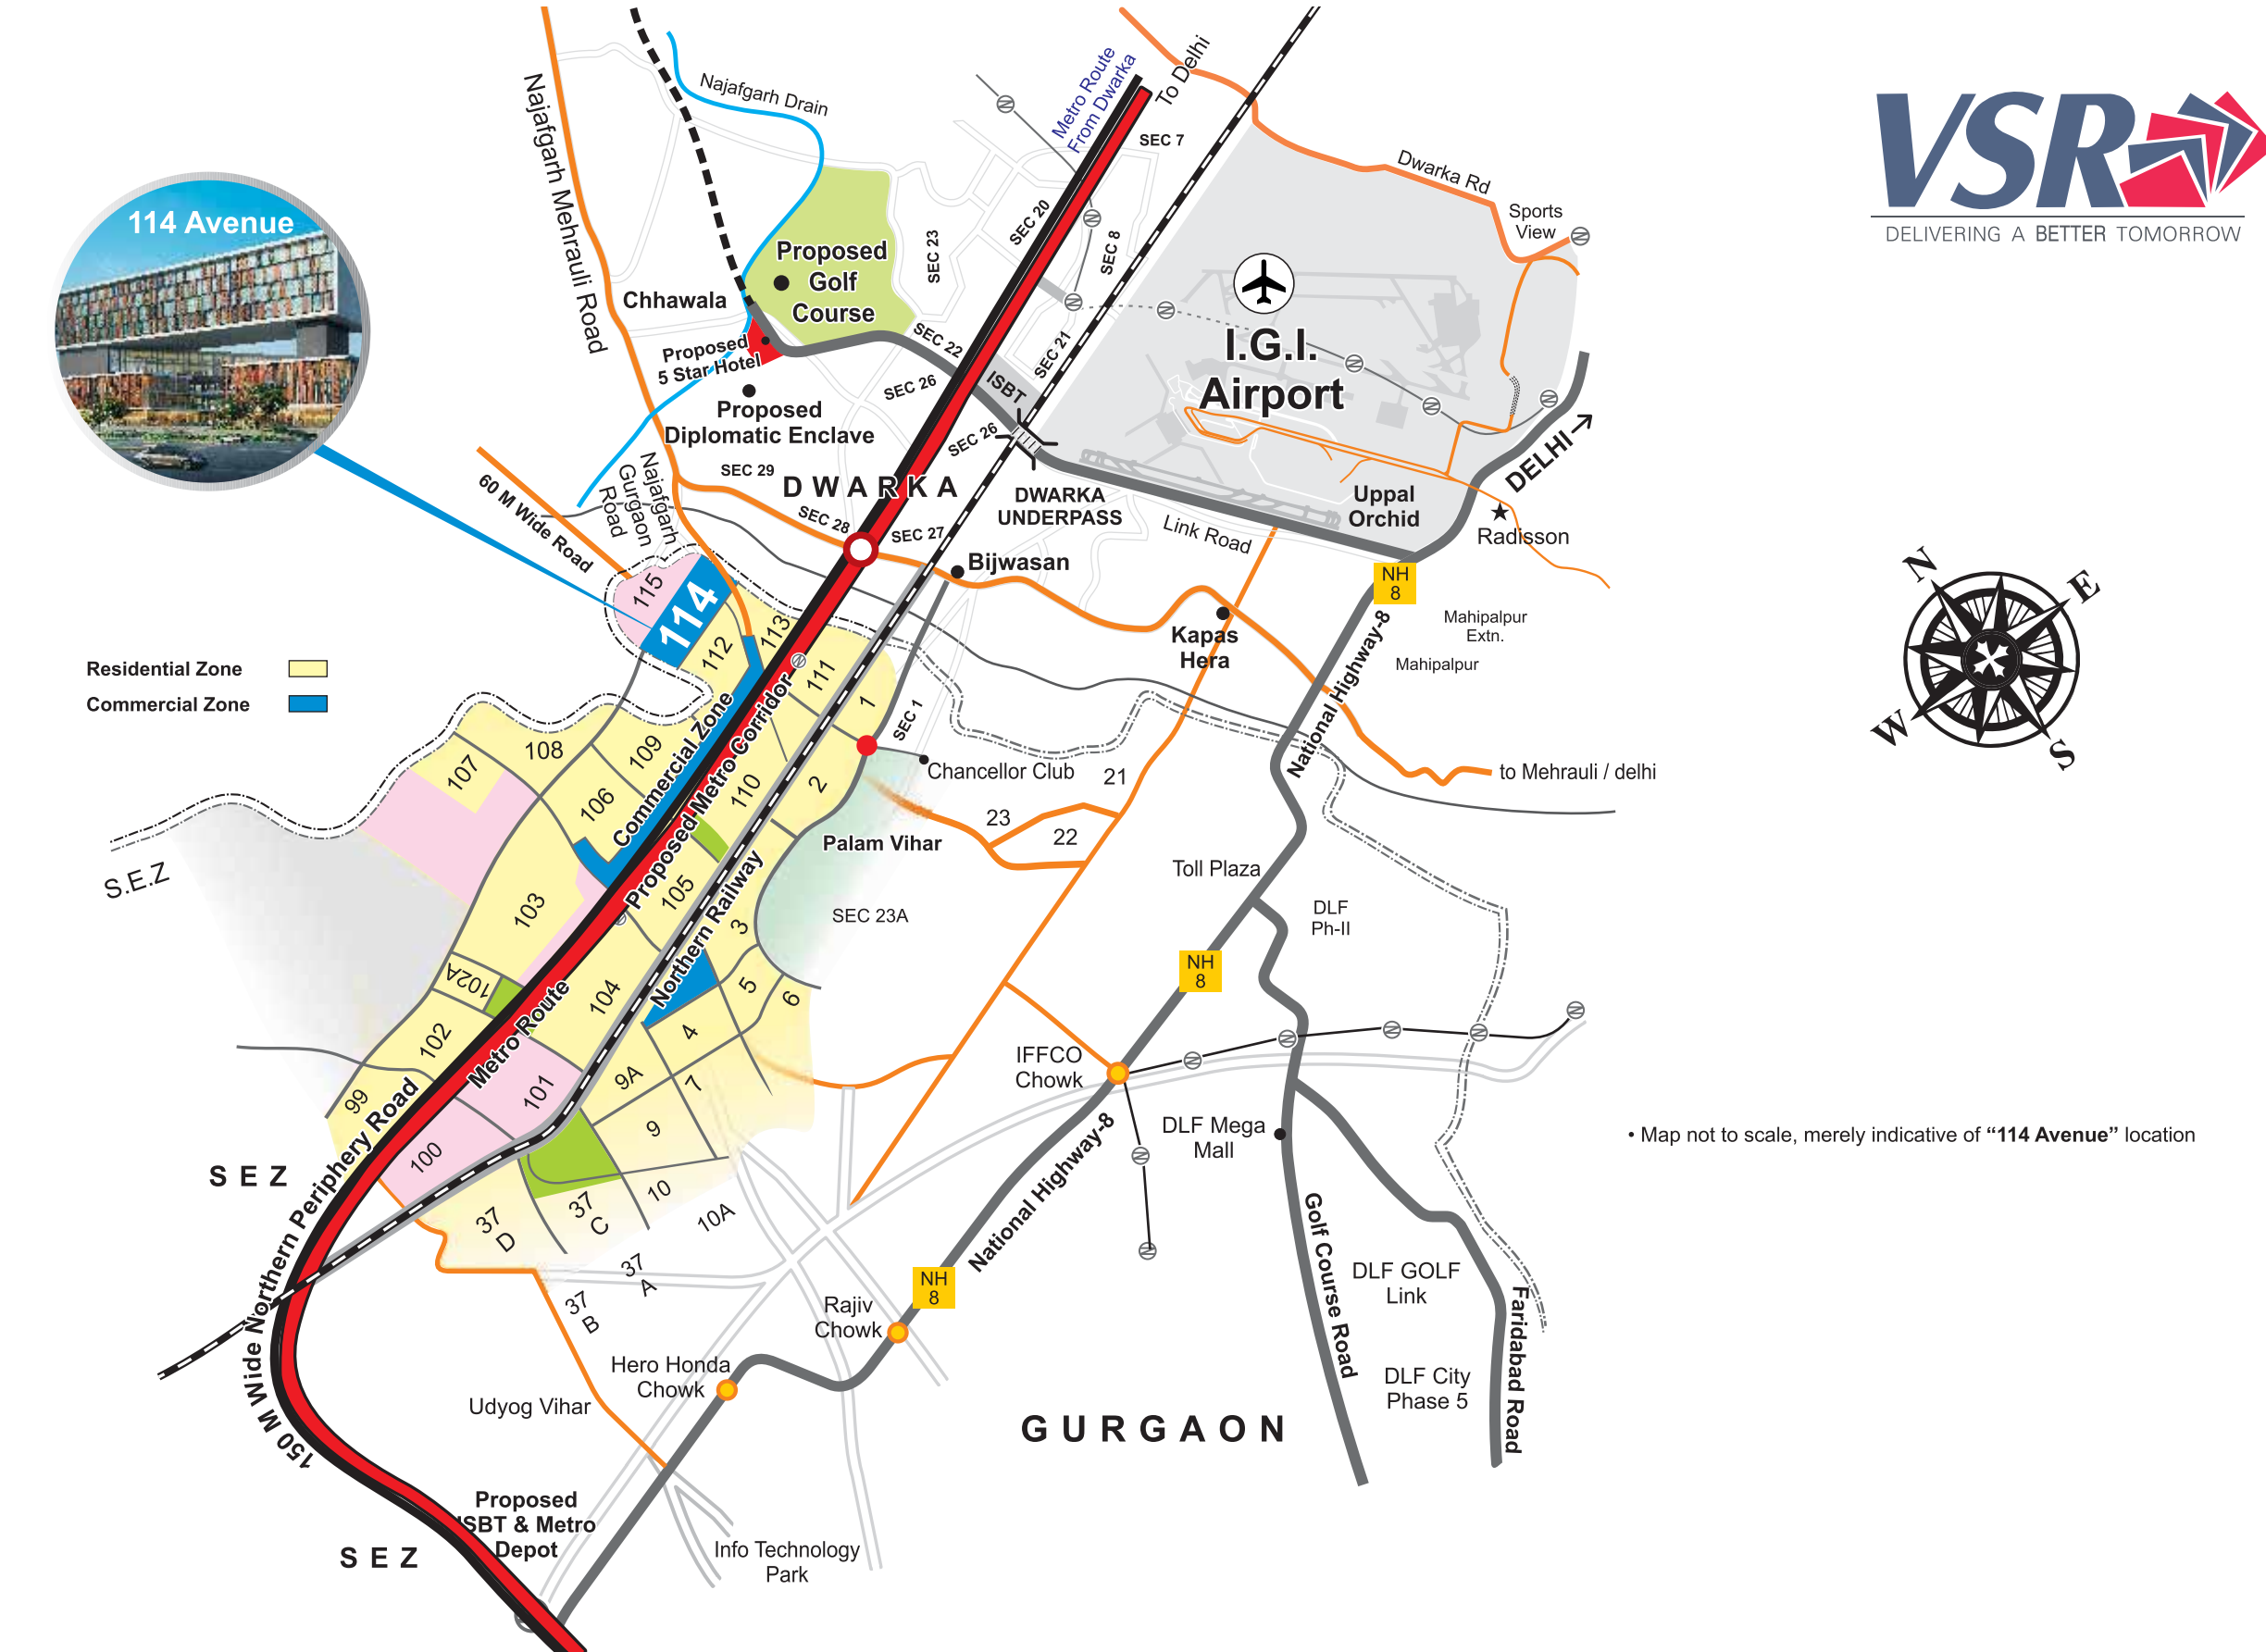 Najafgarh Drain
Najafgarh Mehrauli Road
Metro Route
From Dwarka
To Delhi
SEC 7
VSR
DELIVERING A BETTER TOMORROW
Dwarka Rd
Sports
View
114 Avenue
SEC 20
SEC 8
SEC 23
Proposed
Golf
Course
Chhawala
I.G.I.
Airport
SEC 22
SEC 21
Proposed
5 Star Hotel
ISBT
SEC 26
Proposed
Diplomatic Enclave
SEC 26
DELHI
SEC 29
DWARKA
60 M Wide Road
Najafgarh
Gurgaon
Road
DWARKA
UNDERPASS
Uppal
Orchid
SEC 28
SEC 27
Link Road
Radisson
Bijwasan
NH
8
N
E
W
S
115
114
113
112
111
Kapas
Hera
Mahipalpur
Extn.
Mahipalpur
National Highway-8
Residential Zone
Commercial Zone
1
SEC 1
108
109
107
106
Commercial Zone
Proposed Metro Corridor
110
2
Chancellor Club
21
to Mehrauli / delhi
23
22
Palam Vihar
S.E.Z
Toll Plaza
103
105
Northern Railway
3
SEC 23A
DLF
Ph-II
NH
8
102A
104
5
6
102
Metro Route
4
IFFCO
Chowk
99
101
9A
7
9
DLF Mega
Mall
• Map not to scale, merely indicative of “114 Avenue” location
100
SEZ
150 M Wide Northern Periphery Road
National Highway-8
37
D
37
C
10
10A
37
A
37
B
NH
8
Rajiv
Chowk
Golf Course Road
DLF GOLF
Link
Faridabad Road
Hero Honda
Chowk
DLF City
Phase 5
Udyog Vihar
GURGAON
Proposed
ISBT & Metro
Depot
SEZ
Info Technology
Park